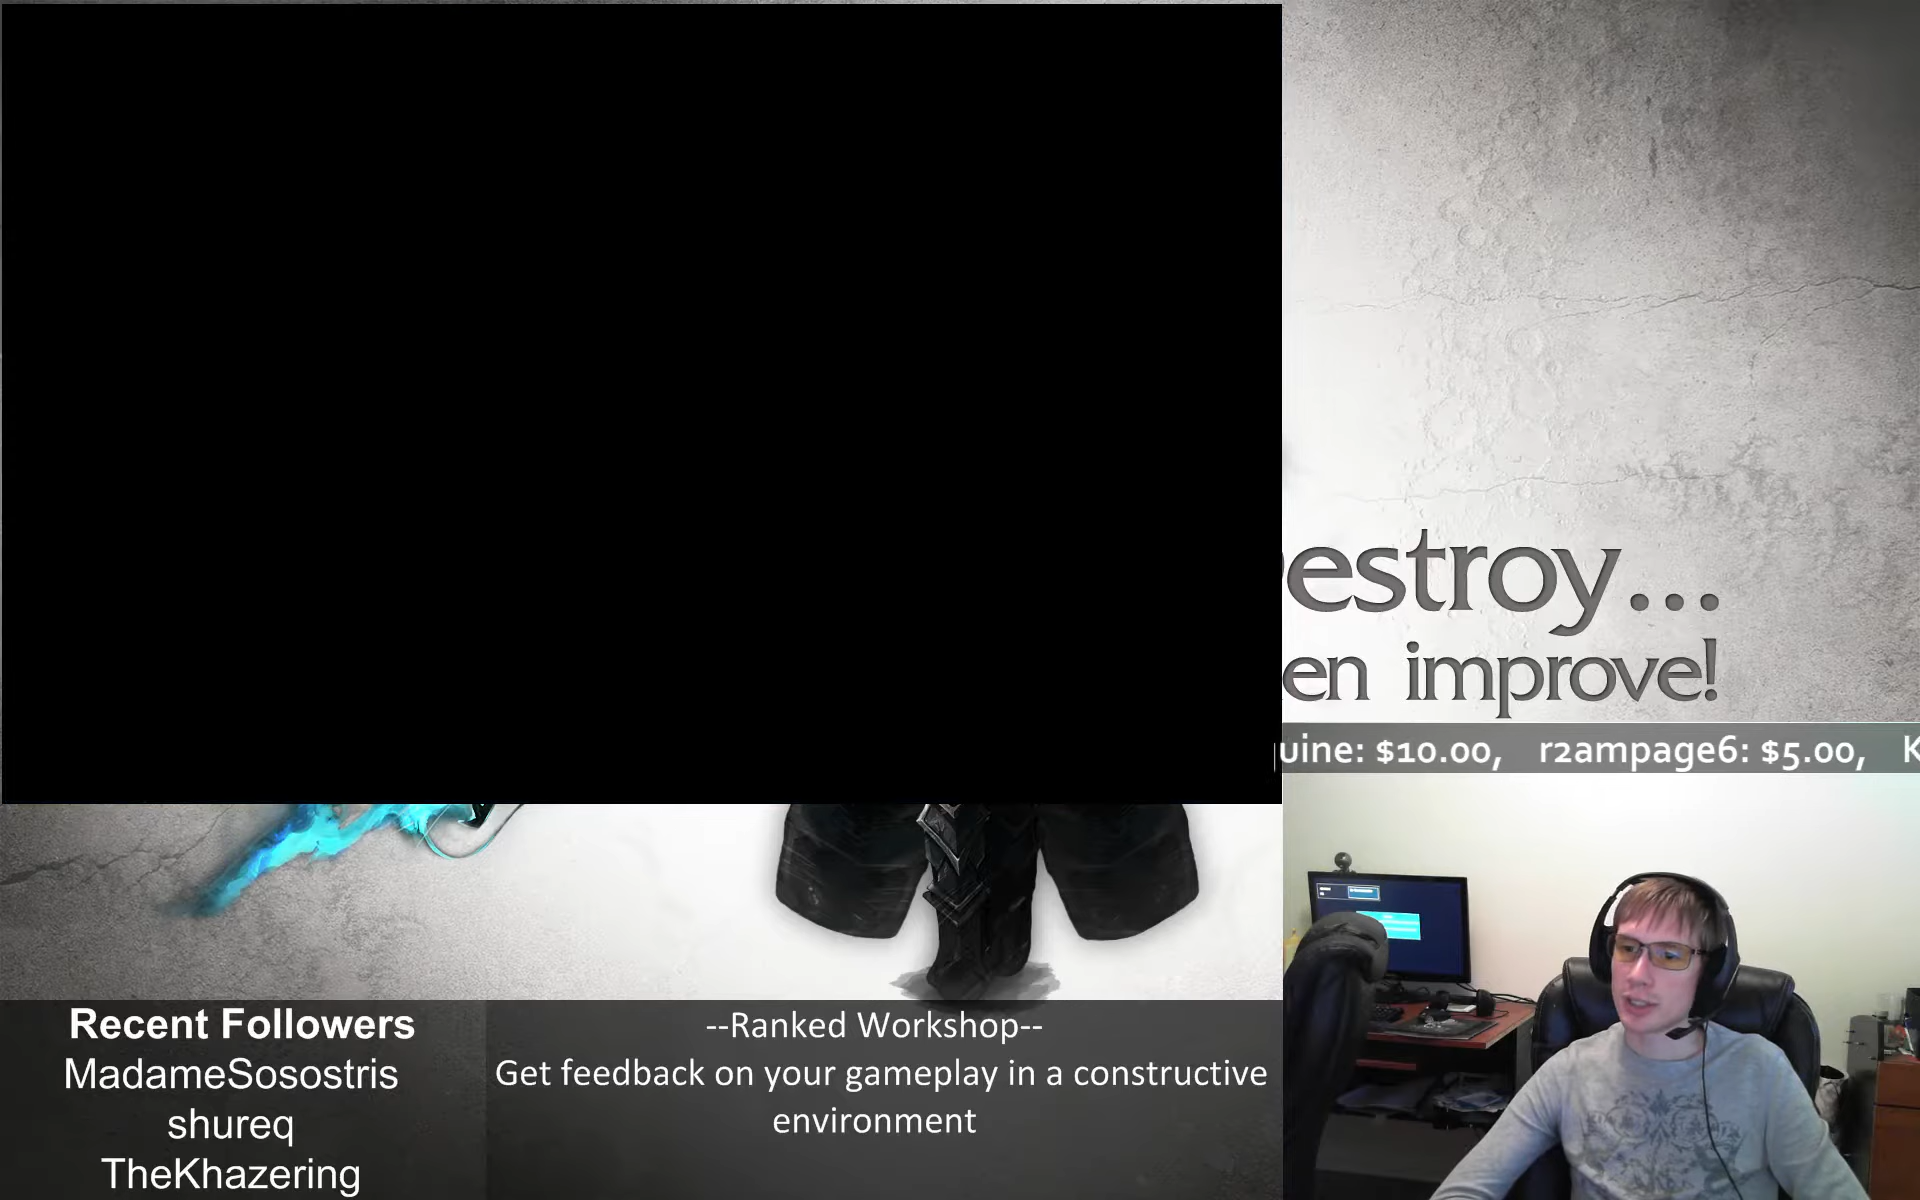 estroy...
en improve!
uine: $10.00, r2ampage6: $5.00, K
Recent Followers
MadameSosostris
shureq
TheKhazering
--Ranked Workshop--
Get feedback on your gameplay in a constructive
environment